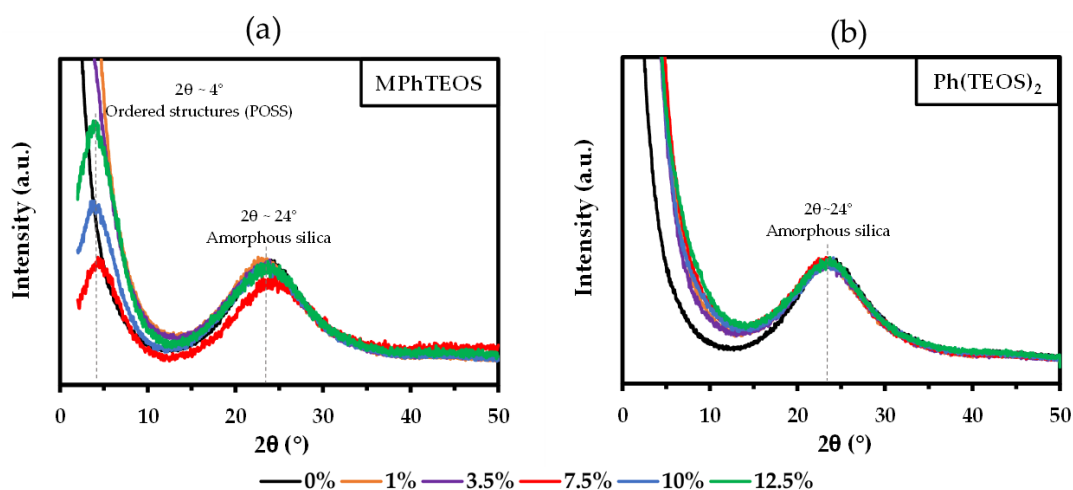 (a)
MPhTEOS
2θ ~ 4°
Ordered structures (POSS)
2θ ~ 24°
Amorphous silica
Intensity (a.u.)
0 10 20 30 40 50
2θ (°)
(b)
Ph(TEOS)2
2θ ~24°
Amorphous silica
Intensity (a.u.)
0 10 20 30 40 50
2θ (°)
0% 1% 3.5% 7.5% 10% 12.5%